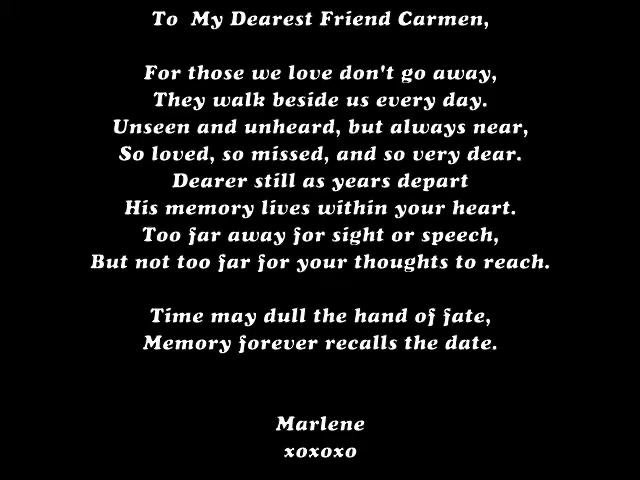 To My Dearest Friend Carmen,
For those we love don't go away,
They walk beside us every day.
Unseen and unheard, but always near,
So loved, so missed, and so very dear.
Dearer still as years depart
His memory lives within your heart.
Too far away for sight or speech,
But not too far for your thoughts to reach.
Time may dull the hand of fate,
Memory forever recalls the date.
Marlene
xoxoxo